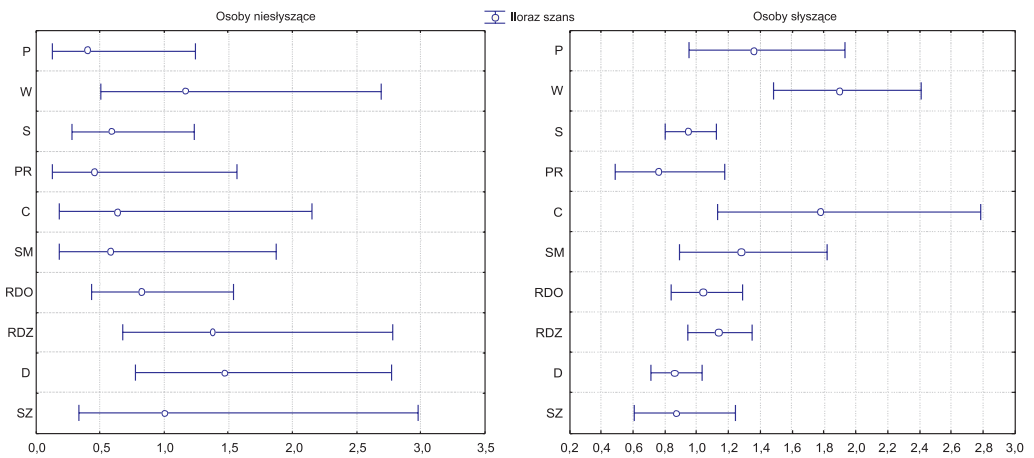 Osoby niesłyszące
Iloraz szans
Osoby słyszące
P
W
S
PR
C
SM
RDO
RDZ
D
SZ
0,0 0,5 1,0 1,5 2,0 2,5 3,0 3,5
P
W
S
PR
C
SM
RDO
RDZ
D
SZ
0,2 0,4 0,6 0,8 1,0 1,2 1,4 1,6 1,8 2,0 2,2 2,4 2,6 2,8 3,0